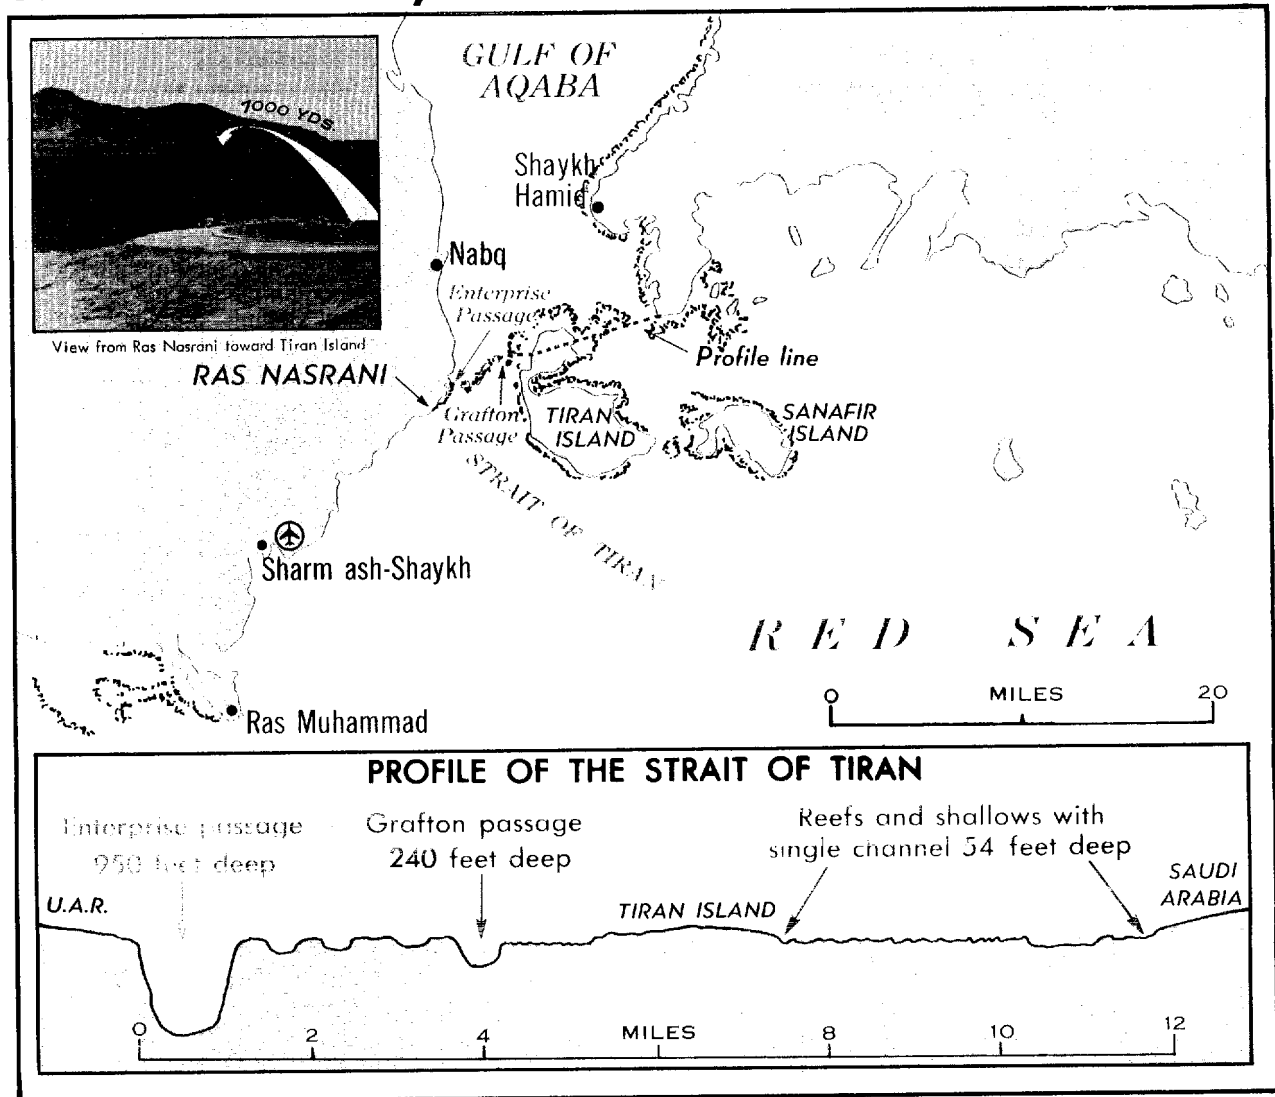 1000 YDS.
View from Ras Nasrani toward Tiran Island
GULF OF
AQABA
Shaykh
Hamid
Nabq
Enterprise
Passage
Profile line
RAS NASRANI
Grafton
Passage
TIRAN
ISLAND
SANAFIR
ISLAND
STRAIT OF TIRAN
Sharm ash-Shaykh
RED SEA
Ras Muhammad
0 MILES 20
PROFILE OF THE STRAIT OF TIRAN
Enterprise passage
950 feet deep
Grafton passage
240 feet deep
Reefs and shallows with
single channel 54 feet deep
U.A.R.
TIRAN ISLAND
SAUDI
ARABIA
0 2 4 MILES 8 10 12